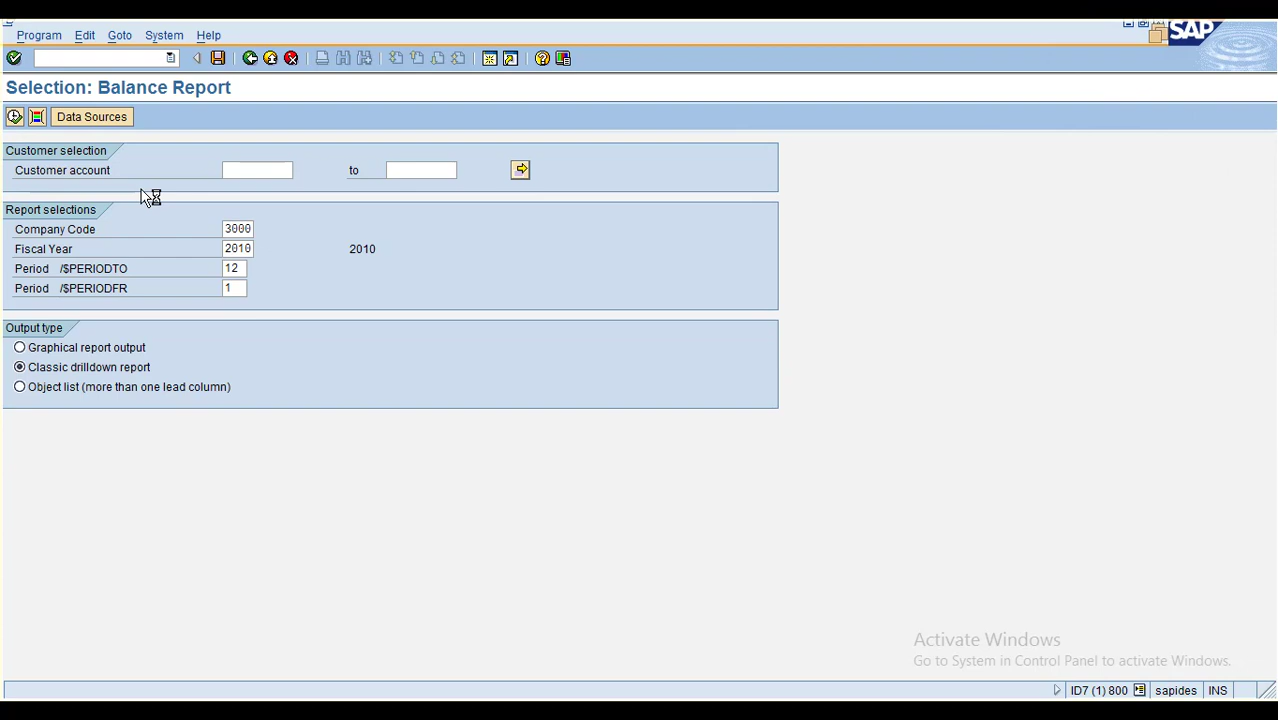 Program Edit Goto System Help
SAP
Selection: Balance Report
Data Sources
Customer selection
Customer account to
Report selections
Company Code 3000
Fiscal Year 2010 2010
Period /$PERIODTO 12
Period /$PERIODFR 1
Output type
Graphical report output
Classic drilldown report
Object list (more than one lead column)
Activate Windows
Go to System in Control Panel to activate Windows.
ID7 (1) 800 sapides INS